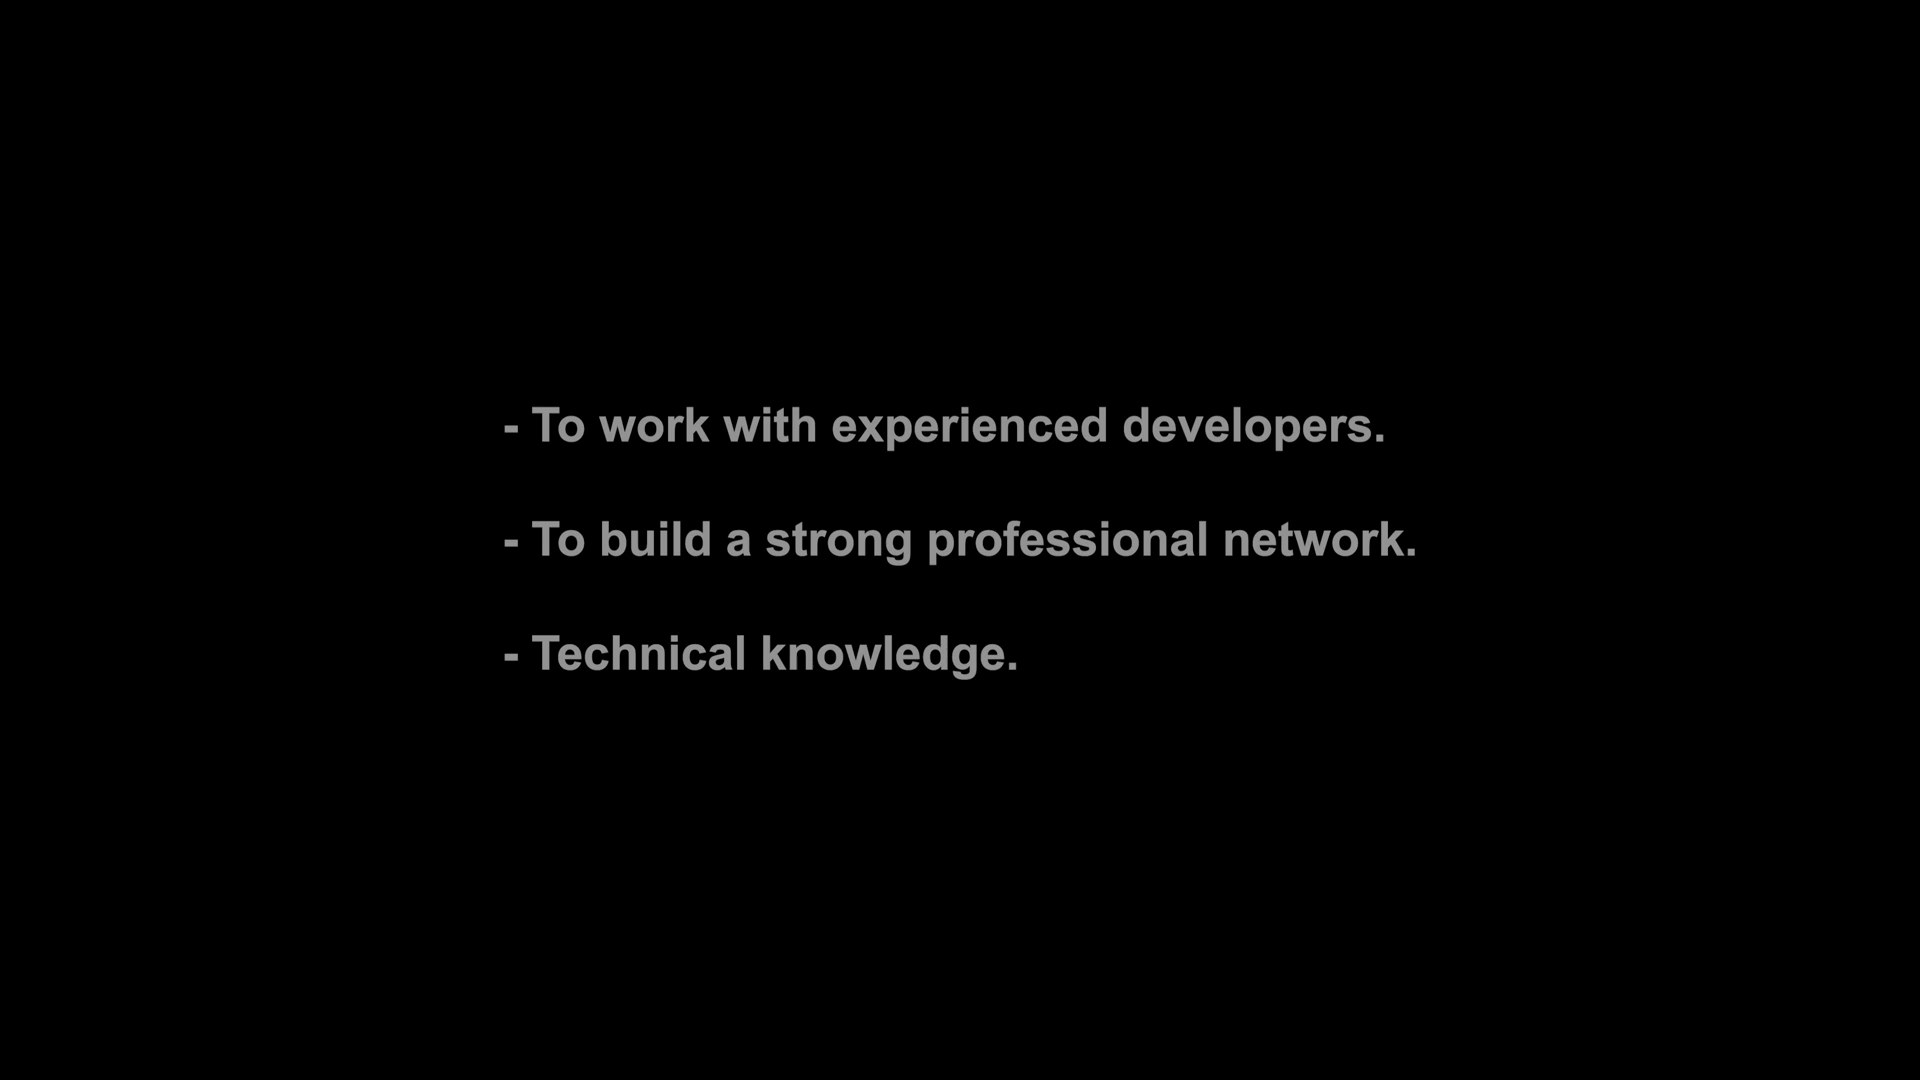 - To work with experienced developers.
- To build a strong professional network.
- Technical knowledge.